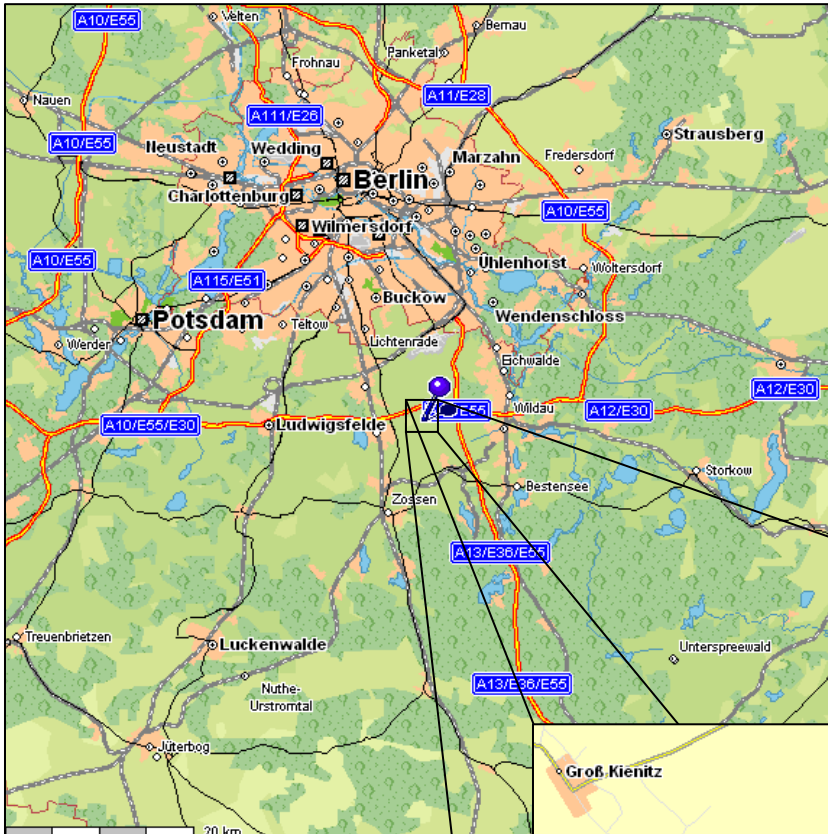 A10/E55
Velten
Bernau
Frohnau
Panketal
Nauen
A11/E28
A111/E26
A10/E55
Neustadt
Wedding
Strausberg
Marzahn
Fredersdorf
Berlin
Charlottenburg
A10/E55
Wilmersdorf
A10/E55
Ühlenhorst
Woltersdorf
A115/E51
Buckow
Wendenschloss
Potsdam
Teltow
Lichtenrade
Werder
Eichwalde
A12/E30
Wildau
A12/E30
A10/E55/E30
Ludwigsfelde
Storkow
Bestensee
Zossen
A13/E36/E55
Treuenbrietzen
Luckenwalde
Unterspreewald
Nuthe-
Urstromtal
A13/E36/E55
Jüterbog
Groß Kienitz
20 km